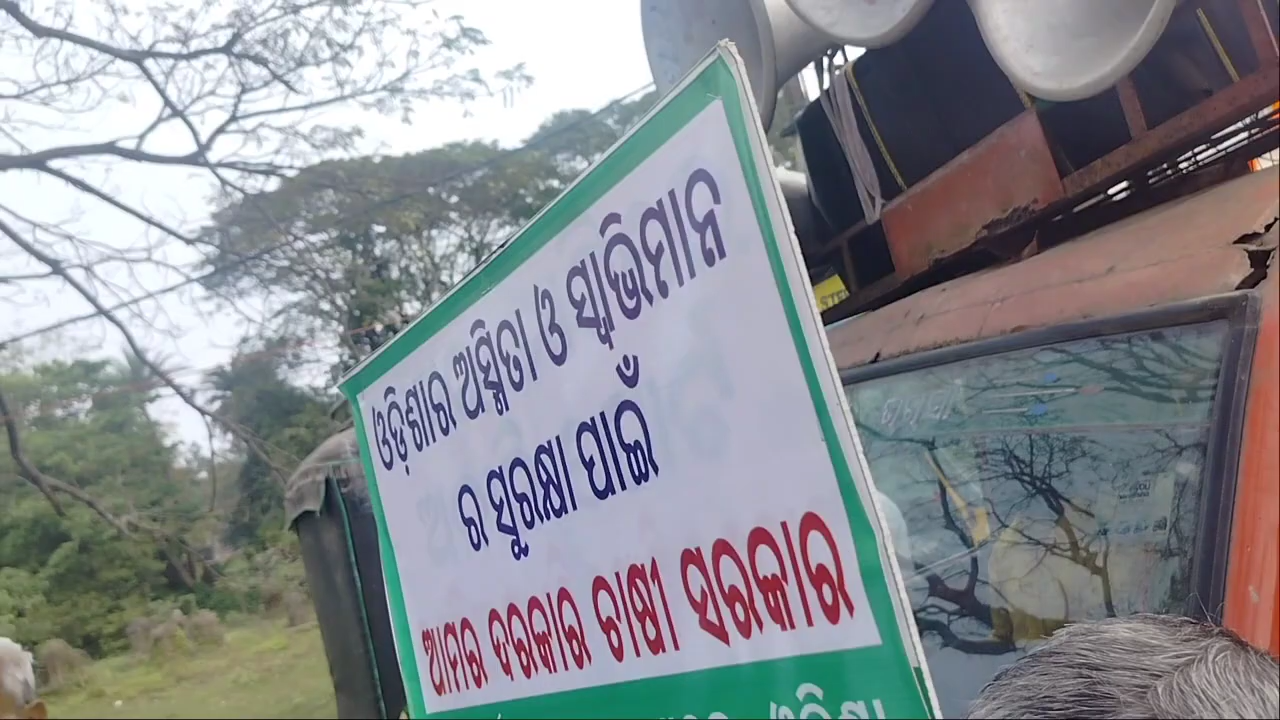 ଓଡ଼ିଶାର ଅସ୍ମିତା ଓ ସ୍ୱାଭିମାନ
ର ସୁରକ୍ଷା ପାଇଁ
ଆମର ଦରକାର ଚାଷୀ ସରକାର